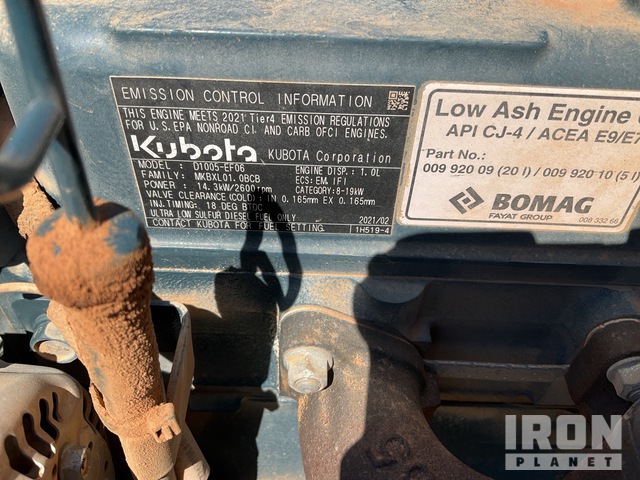 EMISSION CONTROL INFORMATION
THIS ENGINE MEETS 2021 Tier4 EMISSION REGULATIONS
FOR U.S. EPA NONROAD CI. AND CARB OFCI ENGINES.
Kubota KUBOTA Corporation
MODEL : D1005-EF06 ENGINE DISP.: 1.0L
FAMILY : MKBXL01.0BCB ECS: EM, IFI
POWER : 14.3kW/2600rpm CATEGORY: 8-19kW
VALVE CLEARANCE (COLD): IN 0.165mm EX 0.165mm
INJ.TIMING: 18 DEG BTDC
ULTRA LOW SULFUR DIESEL FUEL ONLY 2021/02
CONTACT KUBOTA FOR FUEL SETTING. 1H519-4
Low Ash Engine
API CJ-4 / ACEA E9/E7
Part No.:
009 920 09 (20 l) / 009 920 10 (5 l)
BOMAG
FAYAT GROUP
008 332 66
IRON
PLANET